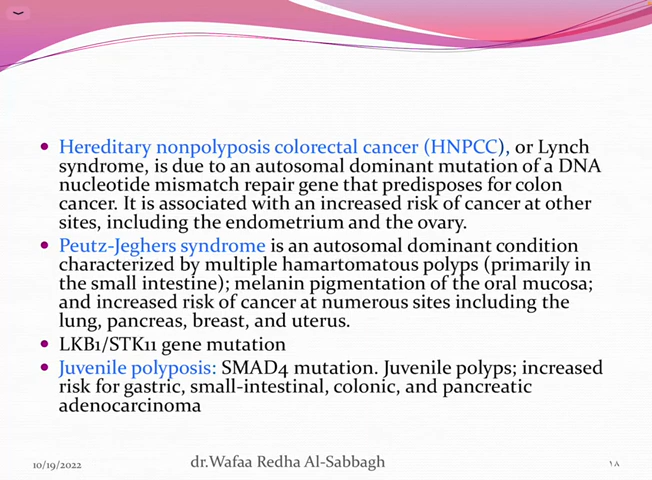 • Hereditary nonpolyposis colorectal cancer (HNPCC), or Lynch
syndrome, is due to an autosomal dominant mutation of a DNA
nucleotide mismatch repair gene that predisposes for colon
cancer. It is associated with an increased risk of cancer at other
sites, including the endometrium and the ovary.
• Peutz-Jeghers syndrome is an autosomal dominant condition
characterized by multiple hamartomatous polyps (primarily in
the small intestine); melanin pigmentation of the oral mucosa;
and increased risk of cancer at numerous sites including the
lung, pancreas, breast, and uterus.
• LKB1/STK11 gene mutation
• Juvenile polyposis: SMAD4 mutation. Juvenile polyps; increased
risk for gastric, small-intestinal, colonic, and pancreatic
adenocarcinoma
10/19/2022 dr.Wafaa Redha Al-Sabbagh ١٨